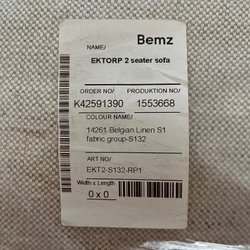 Bemz
NAME/
EKTORP 2 seater sofa
ORDER NO/ PRODUKTION NO/
K42591390 1553668
COLOUR NAME/
14261 Belgian Linen S1
fabric group-S132
ART NO/
EKT2-S132-RP1
Width x Length
0 x 0